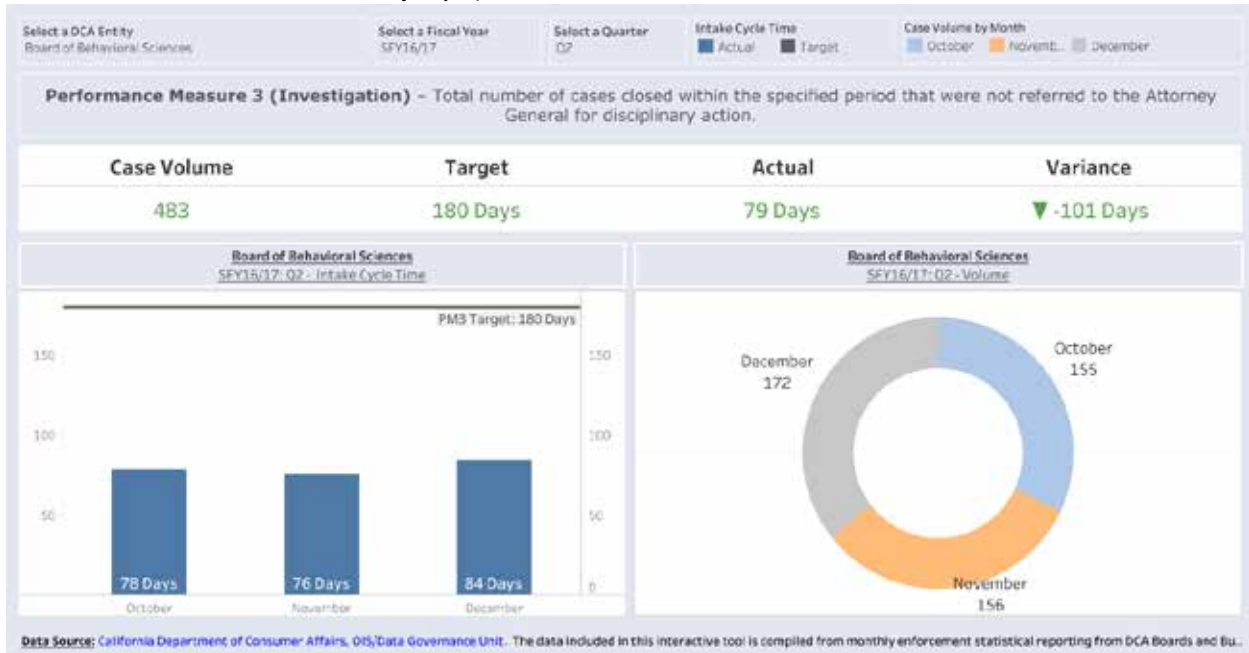 Select a DCA Entity
Board of Behavioral Sciences
Select a Fiscal Year
SFY16/17
Select a Quarter
Q2
Intake Cycle Time
Actual Target
Case Volume by Month
October Novemb.. December
Performance Measure 3 (Investigation) – Total number of cases closed within the specified period that were not referred to the Attorney
General for disciplinary action.
Case Volume Target Actual Variance
483 180 Days 79 Days ▼ -101 Days
Board of Behavioral Sciences
SFY16/17: Q2 - Intake Cycle Time
PM3 Target: 180 Days
150 150
100 100
50 50
0
78 Days 76 Days 84 Days
October November December
Board of Behavioral Sciences
SFY16/17: Q2 - Volume
October
155
December
172
November
156
Data Source: California Department of Consumer Affairs, OIS/Data Governance Unit. The data included in this interactive tool is compiled from monthly enforcement statistical reporting from DCA Boards and Bu..